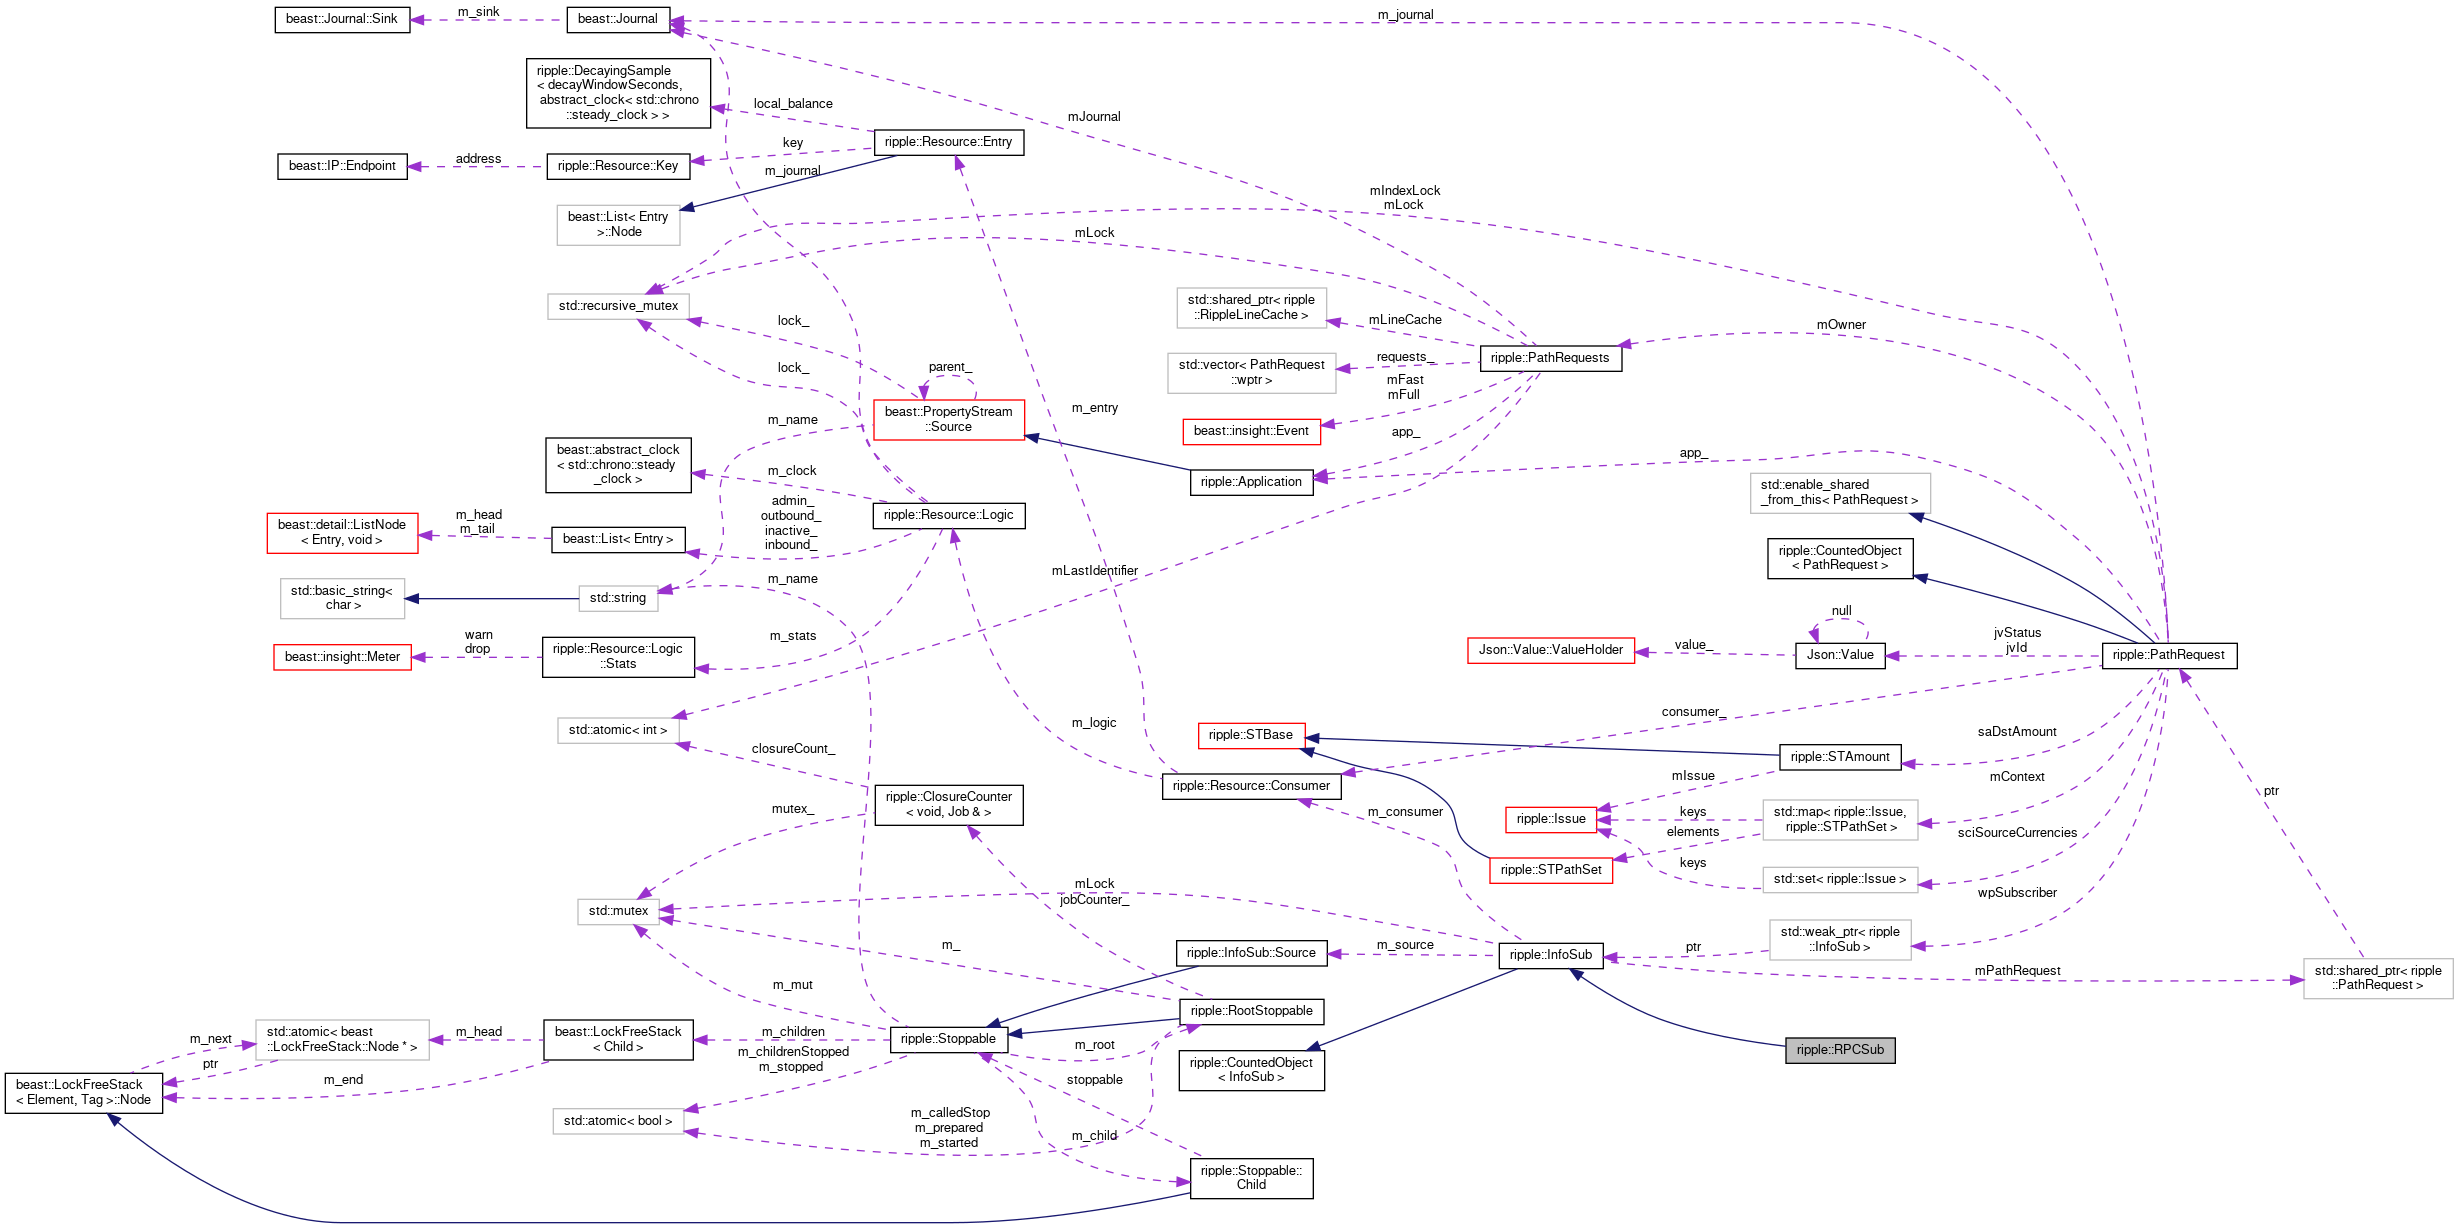 beast::Journal::Sink
m_sink
beast::Journal
m_journal
ripple::DecayingSample
< decayWindowSeconds,
abstract_clock< std::chrono
::steady_clock > >
local_balance
mJournal
ripple::Resource::Entry
beast::IP::Endpoint
address
ripple::Resource::Key
key
m_journal
beast::List< Entry
>::Node
mIndexLock
mLock
mLock
std::recursive_mutex
lock_
lock_
std::shared_ptr< ripple
::RippleLineCache >
mLineCache
mOwner
ripple::PathRequests
std::vector< PathRequest
::wptr >
requests_
parent_
mFast
mFull
beast::PropertyStream
::Source
m_name
m_entry
beast::insight::Event
app_
app_
beast::abstract_clock
< std::chrono::steady
_clock >
m_clock
ripple::Application
std::enable_shared
_from_this< PathRequest >
admin_
outbound_
inactive_
inbound_
ripple::Resource::Logic
beast::detail::ListNode
< Entry, void >
m_head
m_tail
beast::List< Entry >
ripple::CountedObject
< PathRequest >
mLastIdentifier
m_name
std::basic_string<
char >
std::string
null
warn
drop
m_stats
jvStatus
jvId
beast::insight::Meter
ripple::Resource::Logic
::Stats
Json::Value::ValueHolder
value_
Json::Value
ripple::PathRequest
std::atomic< int >
closureCount_
m_logic
consumer_
ripple::STBase
saDstAmount
ripple::STAmount
mIssue
mContext
ripple::Resource::Consumer
ptr
ripple::ClosureCounter
< void, Job & >
mutex_
m_consumer
ripple::Issue
keys
elements
std::map< ripple::Issue,
ripple::STPathSet >
sciSourceCurrencies
keys
ripple::STPathSet
std::set< ripple::Issue >
mLock
jobCounter_
wpSubscriber
std::mutex
m_
ripple::InfoSub::Source
m_source
ripple::InfoSub
ptr
std::weak_ptr< ripple
::InfoSub >
mPathRequest
std::shared_ptr< ripple
::PathRequest >
m_mut
ripple::RootStoppable
std::atomic< beast
::LockFreeStack::Node * >
m_head
beast::LockFreeStack
< Child >
m_children
ripple::Stoppable
m_root
ripple::RPCSub
m_next
ptr
m_childrenStopped
m_stopped
ripple::CountedObject
< InfoSub >
beast::LockFreeStack
< Element, Tag >::Node
m_end
stoppable
std::atomic< bool >
m_calledStop
m_prepared
m_started
m_child
ripple::Stoppable::
Child